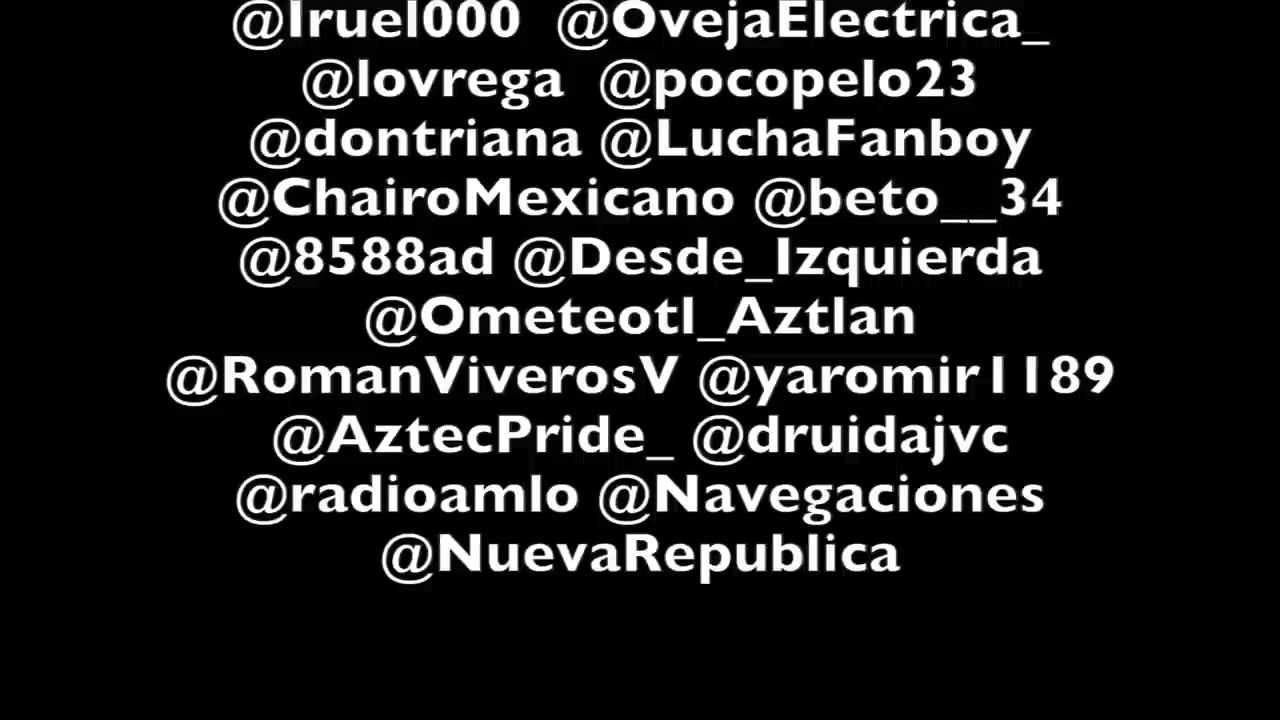 @Iruel000 @OvejaElectrica_
@lovrega @pocopelo23
@dontriana @LuchaFanboy
@ChairoMexicano @beto__34
@8588ad @Desde_Izquierda
@Ometeotl_Aztlan
@RomanViverosV @yaromir1189
@AztecPride_ @druidajvc
@radioamlo @Navegaciones
@NuevaRepublica